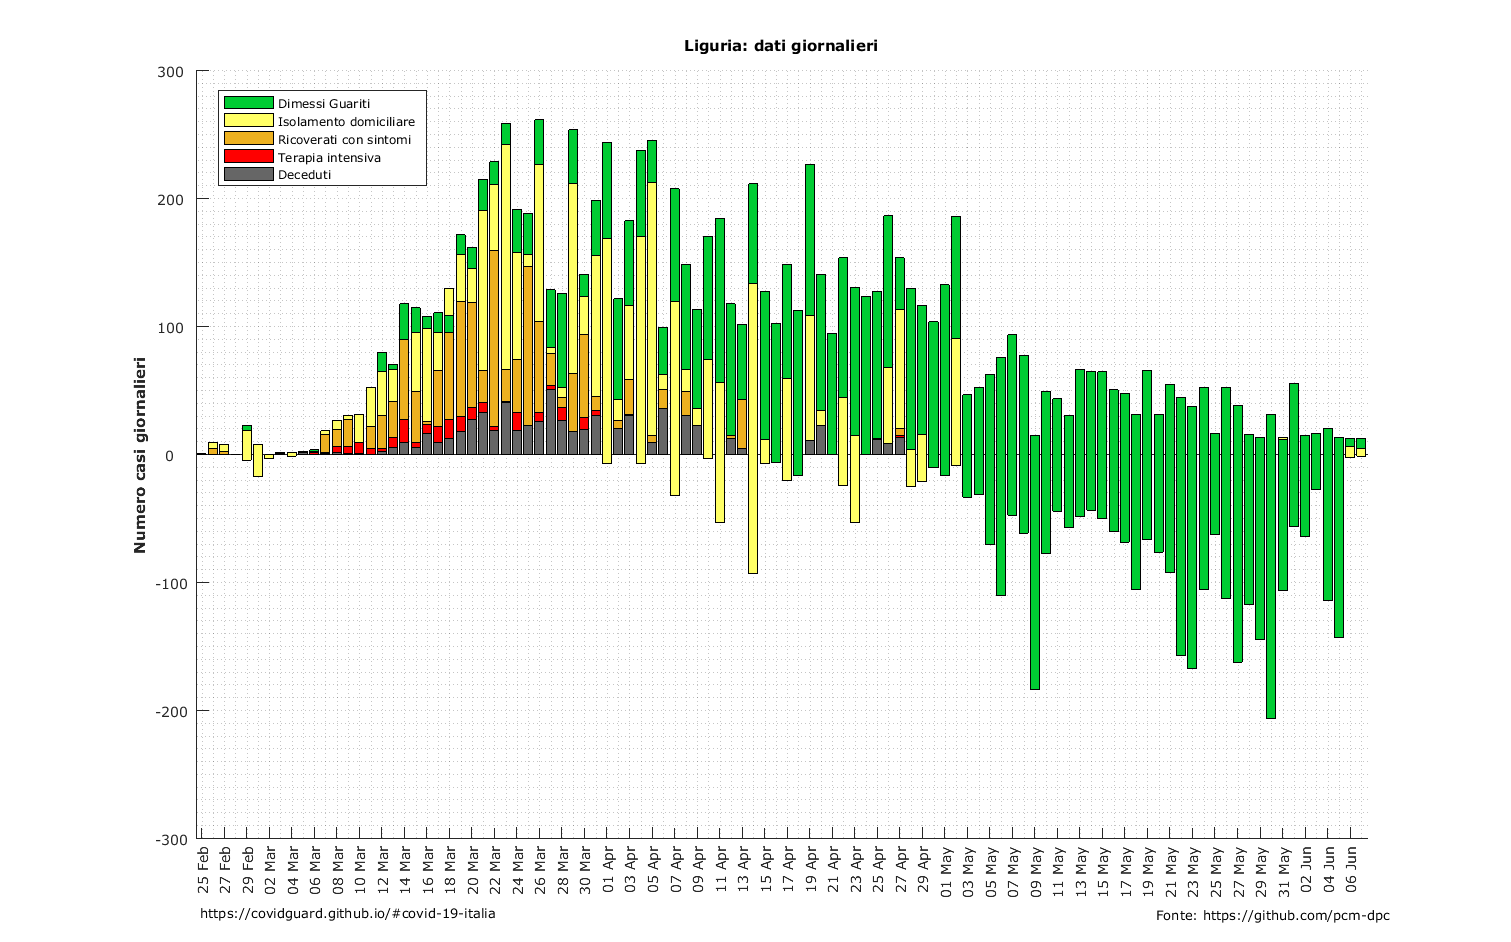 Liguria: dati giornalieri
300
200
100
0
-100
-200
-300
Numero casi giornalieri
Dimessi Guariti
Isolamento domiciliare
Ricoverati con sintomi
Terapia intensiva
Deceduti
25 Feb
27 Feb
29 Feb
02 Mar
04 Mar
06 Mar
08 Mar
10 Mar
12 Mar
14 Mar
16 Mar
18 Mar
20 Mar
22 Mar
24 Mar
26 Mar
28 Mar
30 Mar
01 Apr
03 Apr
05 Apr
07 Apr
09 Apr
11 Apr
13 Apr
15 Apr
17 Apr
19 Apr
21 Apr
23 Apr
25 Apr
27 Apr
29 Apr
01 May
03 May
05 May
07 May
09 May
11 May
13 May
15 May
17 May
19 May
21 May
23 May
25 May
27 May
29 May
31 May
02 Jun
04 Jun
06 Jun
https://covidguard.github.io/#covid-19-italia
Fonte: https://github.com/pcm-dpc